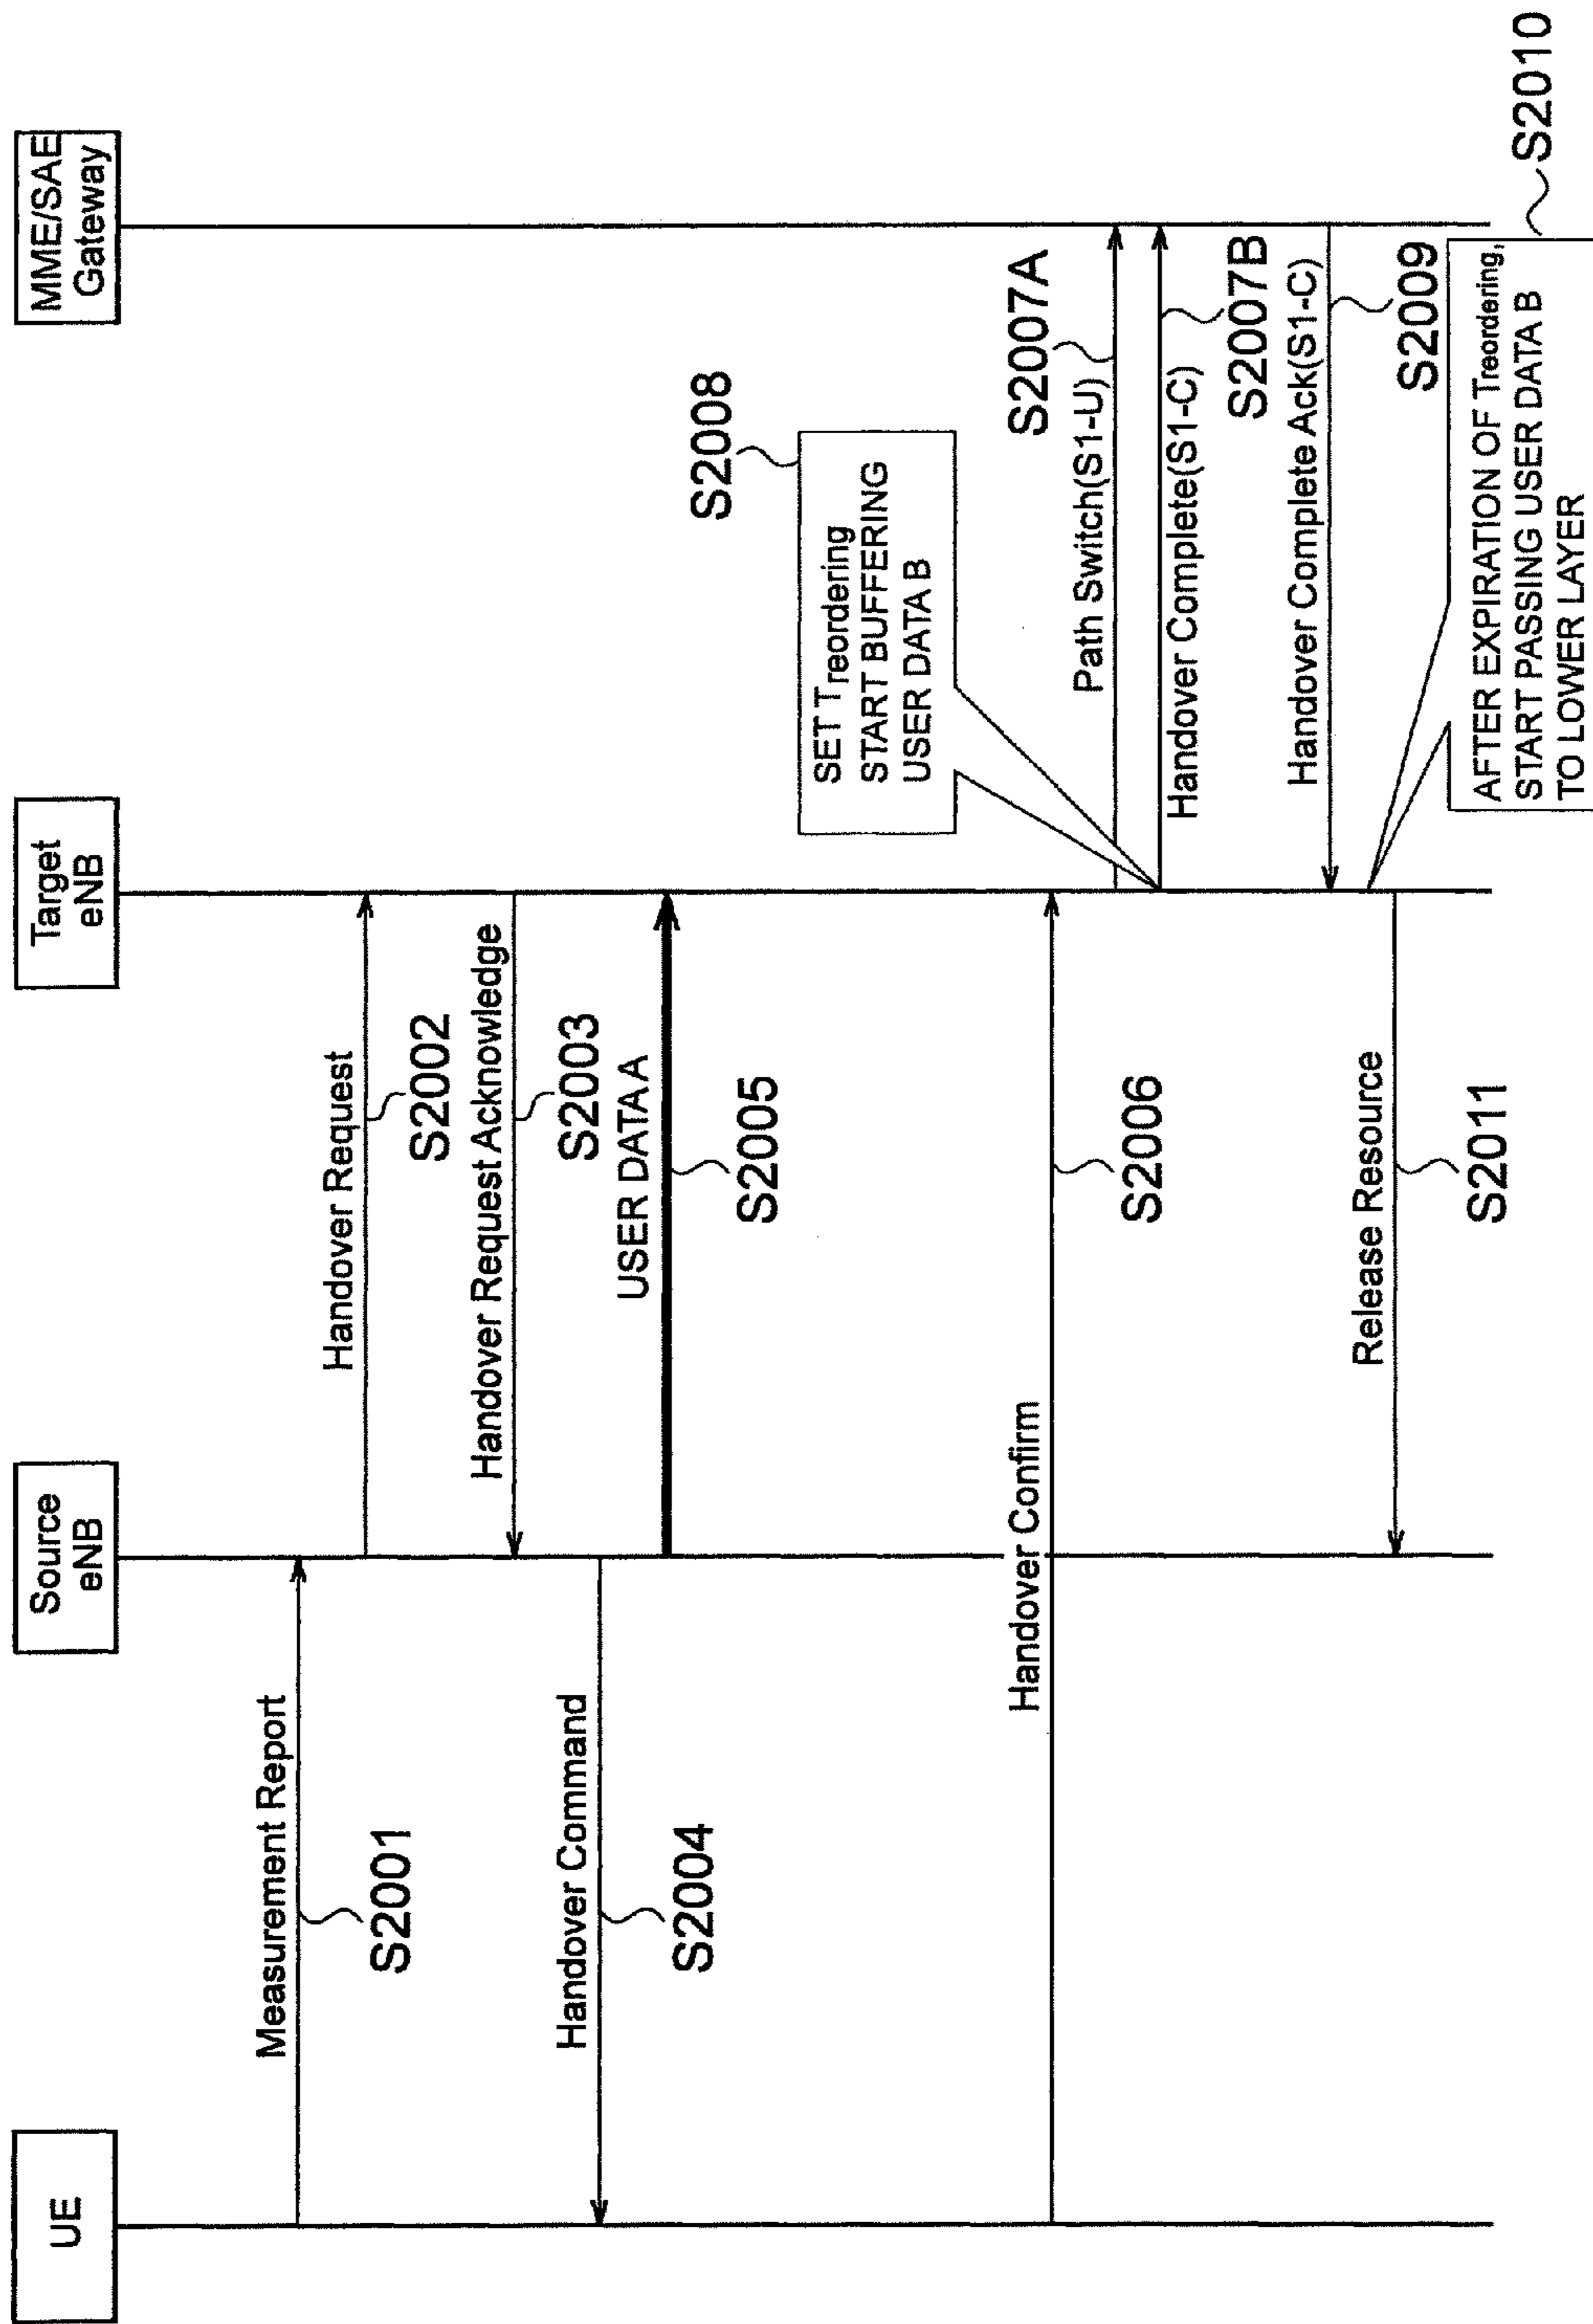 UE
Source
eNB
Target
eNB
MME/SAE
Gateway
Measurement Report
S2001
Handover Request
S2002
Handover Request Acknowledge
S2003
Handover Command
S2004
USER DATA A
S2005
Handover Confirm
S2006
S2008
SET Treordering
START BUFFERING
USER DATA B
Path Switch(S1-U)
S2007A
Handover Complete(S1-C)
S2007B
Handover Complete Ack(S1-C)
S2009
AFTER EXPIRATION OF Treordering,
START PASSING USER DATA B
TO LOWER LAYER
S2010
Release Resource
S2011